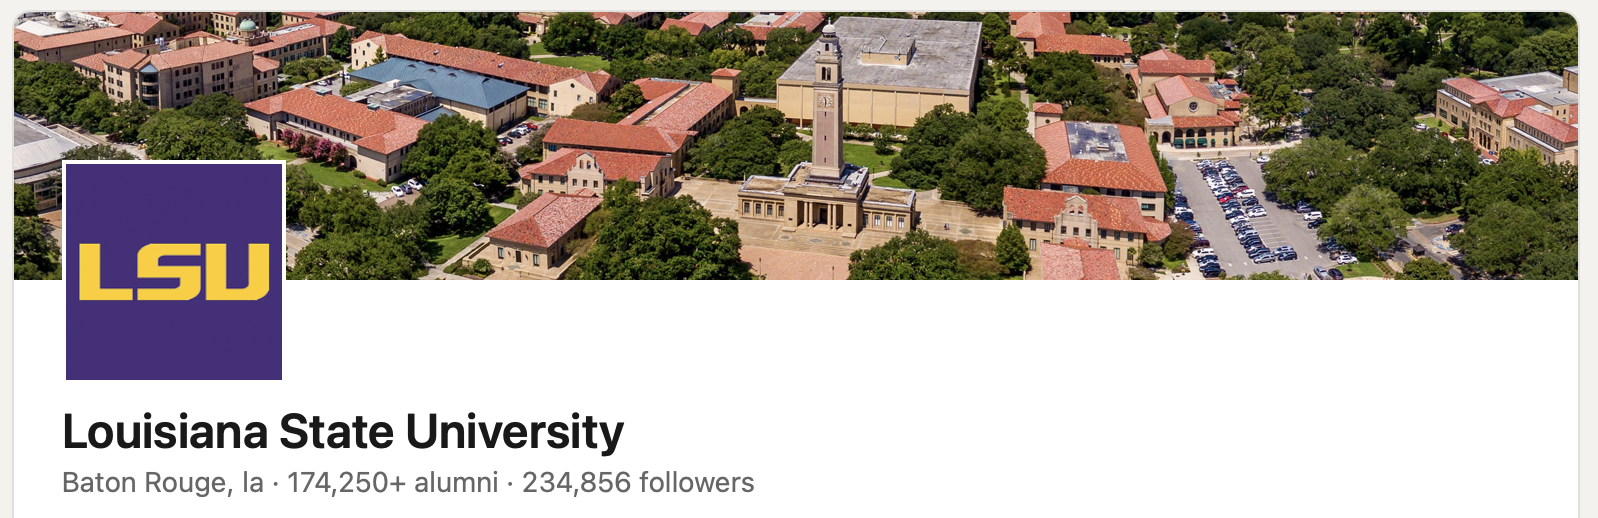 LSU
Louisiana State University
Baton Rouge, la · 174,250+ alumni · 234,856 followers